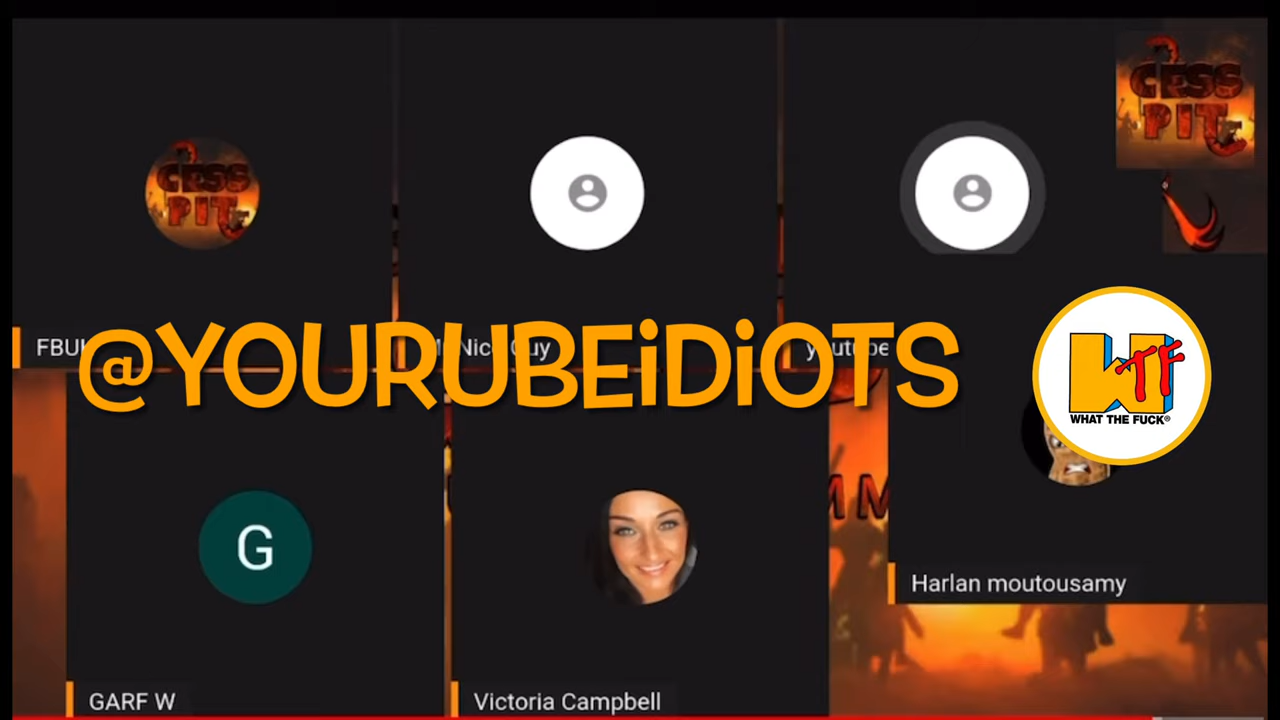 CESS
PIT
CESS
PIT
@YOURUBEiDiOTS
WTF
WHAT THE FUCK®
Harlan moutousamy
G
GARF W
Victoria Campbell